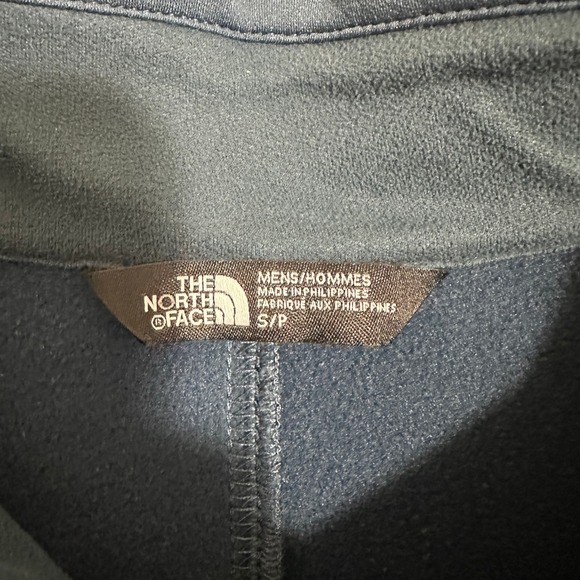 THE
NORTH
®FACE
MENS/HOMMES
MADE IN PHILIPPINES
FABRIQUE AUX PHILIPPINES
S/P